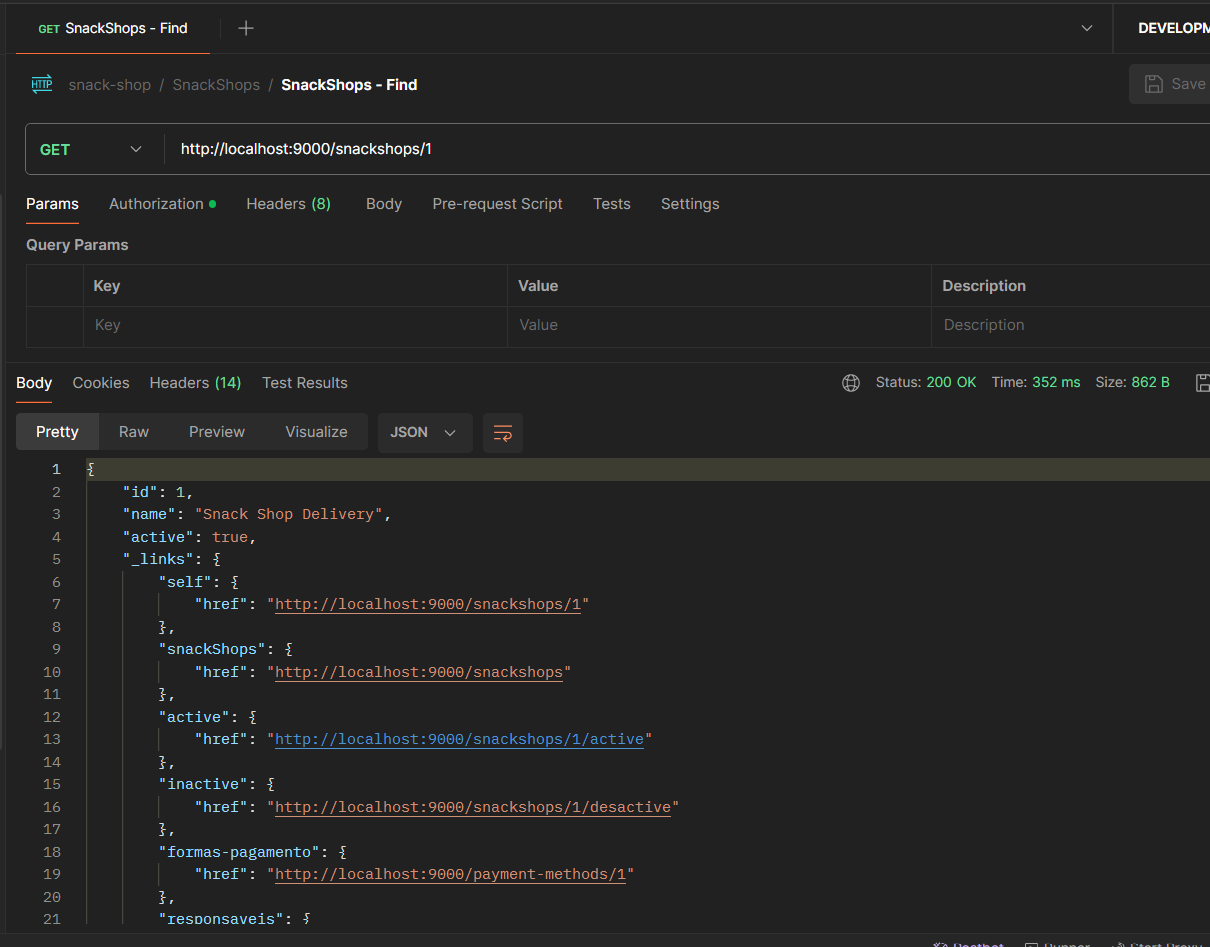 GET SnackShops - Find
DEVELOPM
HTTP snack-shop / SnackShops / SnackShops - Find
Save
GET http://localhost:9000/snackshops/1
Params Authorization Headers (8) Body Pre-request Script Tests Settings
Query Params
Key Value Description
Key Value Description
Body Cookies Headers (14) Test Results Status: 200 OK Time: 352 ms Size: 862 B
Pretty Raw Preview Visualize JSON
1 {
2 "id": 1,
3 "name": "Snack Shop Delivery",
4 "active": true,
5 "_links": {
6 "self": {
7 "href": "http://localhost:9000/snackshops/1"
8 },
9 "snackShops": {
10 "href": "http://localhost:9000/snackshops"
11 },
12 "active": {
13 "href": "http://localhost:9000/snackshops/1/active"
14 },
15 "inactive": {
16 "href": "http://localhost:9000/snackshops/1/desactive"
17 },
18 "formas-pagamento": {
19 "href": "http://localhost:9000/payment-methods/1"
20 },
21 "responsaveis": {
Postbot Runner Start Proxy